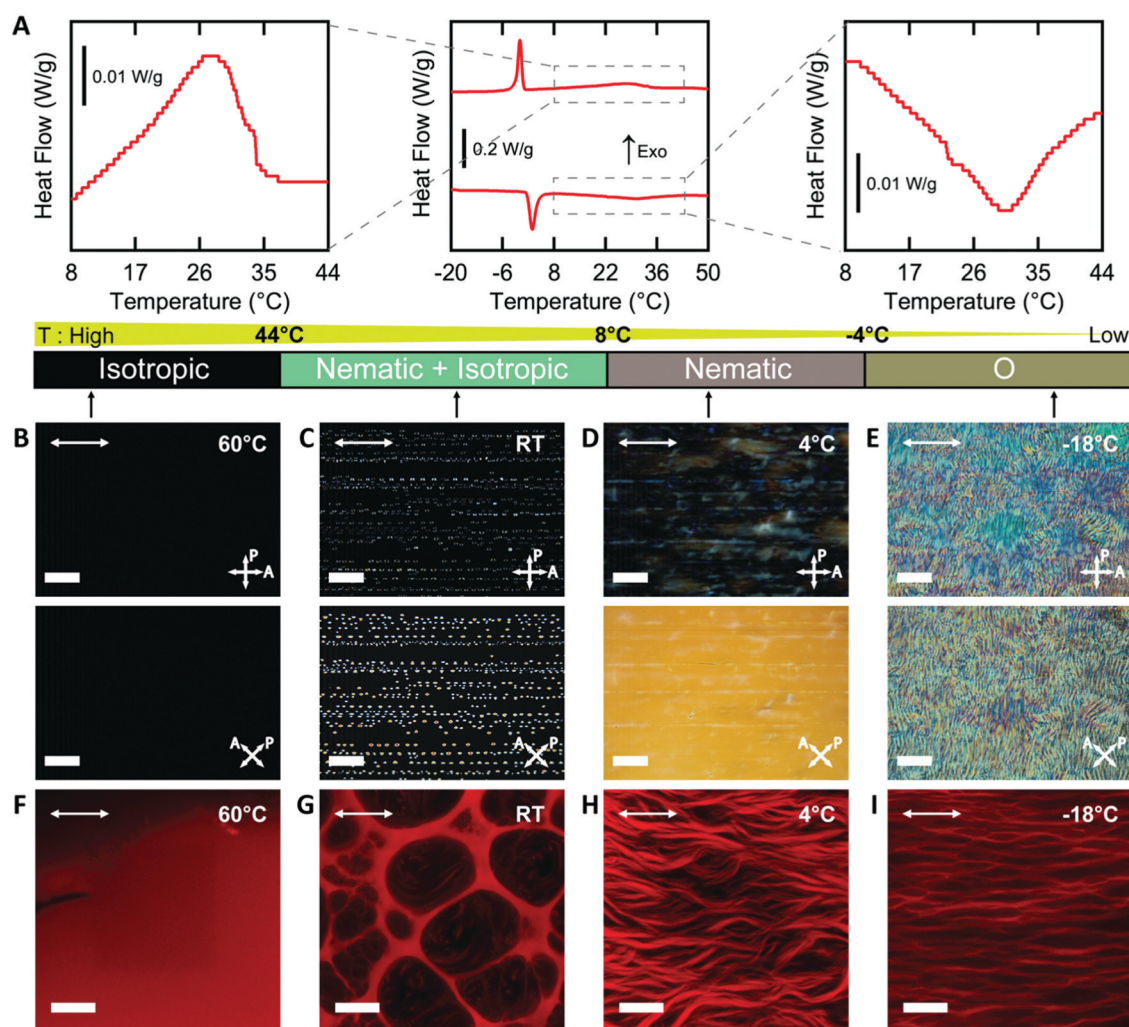 A
Heat Flow (W/g)
0.01 W/g
8 17 26 35 44
Temperature (°C)
Heat Flow (W/g)
0.2 W/g
Exo
-20 -6 8 22 36 50
Temperature (°C)
Heat Flow (W/g)
0.01 W/g
8 17 26 35 44
Temperature (°C)
T : High 44°C 8°C -4°C Low
Isotropic Nematic + Isotropic Nematic O
B 60°C C RT D 4°C E -18°C
P A P A P A P A
A P A P A P A P
F 60°C G RT H 4°C I -18°C